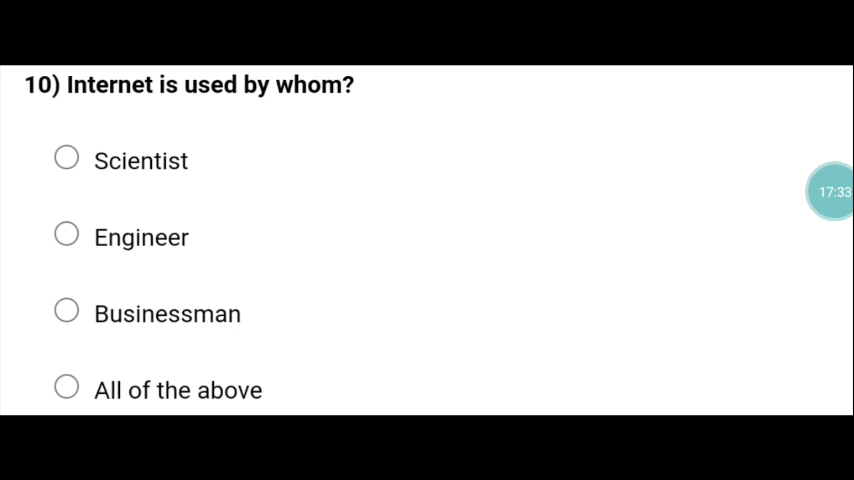 10) Internet is used by whom?
Scientist
17:33
Engineer
Businessman
All of the above